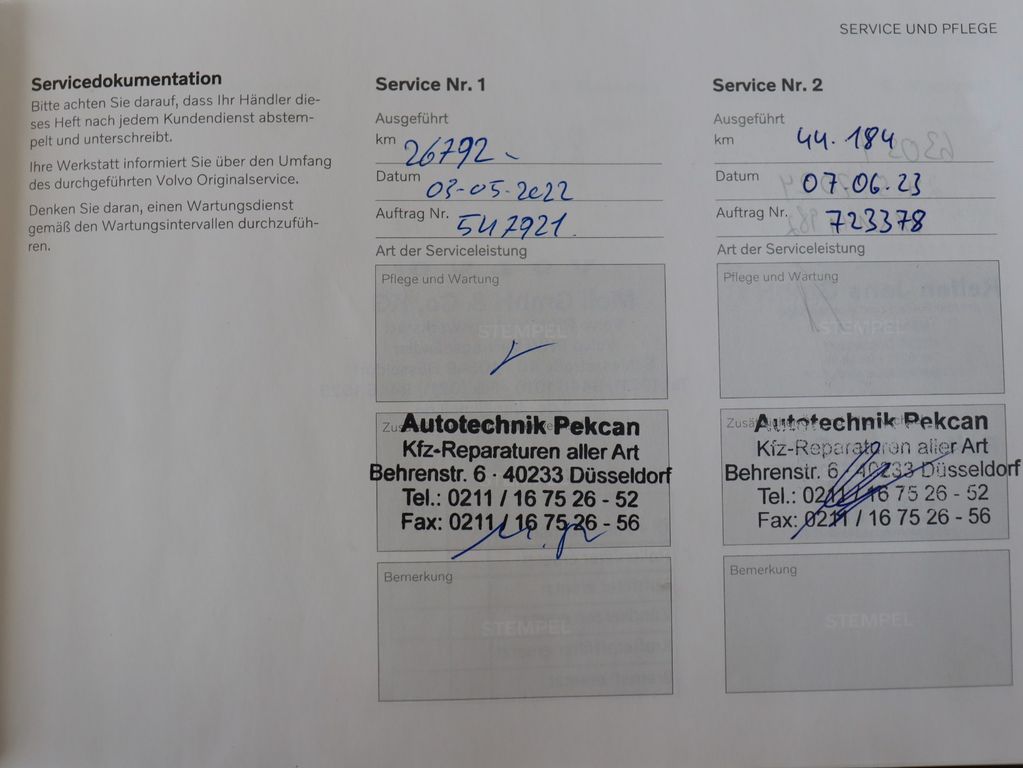 SERVICE UND PFLEGE
Servicedokumentation
Bitte achten Sie darauf, dass Ihr Händler die-
ses Heft nach jedem Kundendienst abstem-
pelt und unterschreibt.
Ihre Werkstatt informiert Sie über den Umfang
des durchgeführten Volvo Originalservice.
Denken Sie daran, einen Wartungsdienst
gemäß den Wartungsintervallen durchzufüh-
ren.
Service Nr. 1
Ausgeführt
km 26792
Datum 03-05-2022
Auftrag Nr. 547921
Art der Serviceleistung
Pflege und Wartung
STEMPEL
Autotechnik Pekcan
Kfz-Reparaturen aller Art
Behrenstr. 6 · 40233 Düsseldorf
Tel.: 0211 / 16 75 26 - 52
Fax: 0211 / 16 75 26 - 56
Bemerkung
STEMPEL
Service Nr. 2
Ausgeführt
km 44.184
Datum 07.06.23
Auftrag Nr. 723378
Art der Serviceleistung
Pflege und Wartung
STEMPEL
Autotechnik Pekcan
Kfz-Reparaturen aller Art
Behrenstr. 6 · 40233 Düsseldorf
Tel.: 0211 / 16 75 26 - 52
Fax: 0211 / 16 75 26 - 56
Bemerkung
STEMPEL